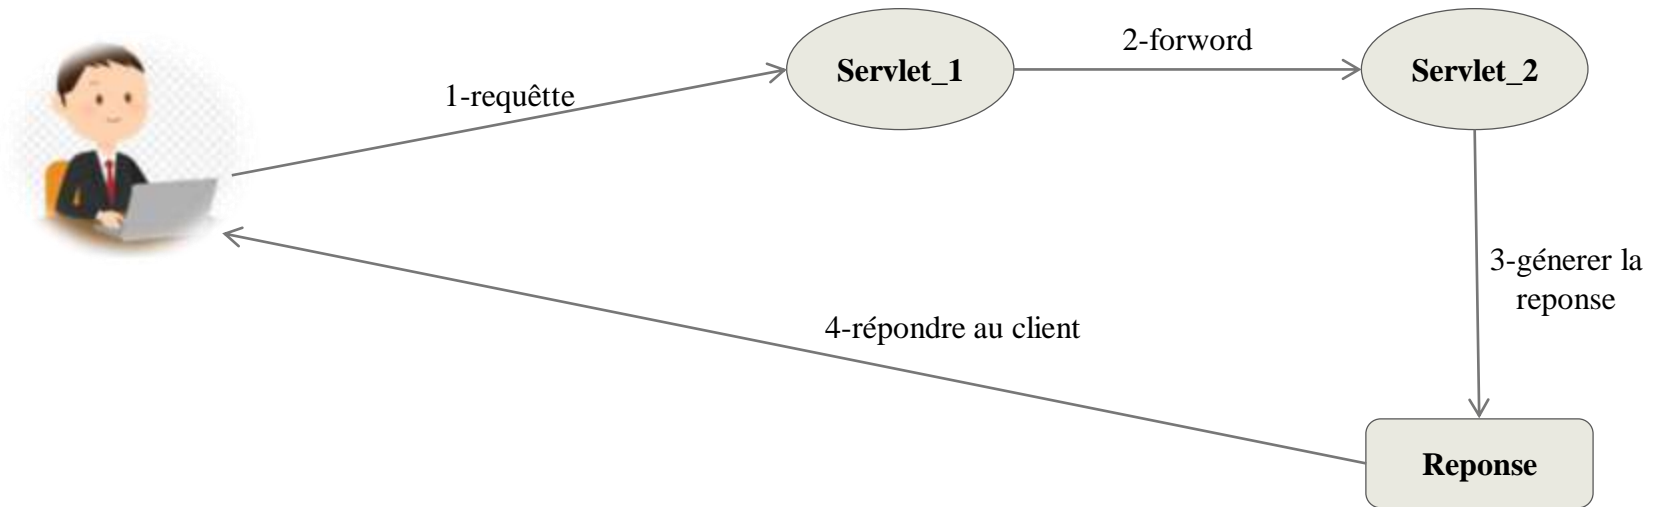 1-requêtte
Servlet_1
2-forword
Servlet_2
3-génerer la
reponse
4-répondre au client
Reponse